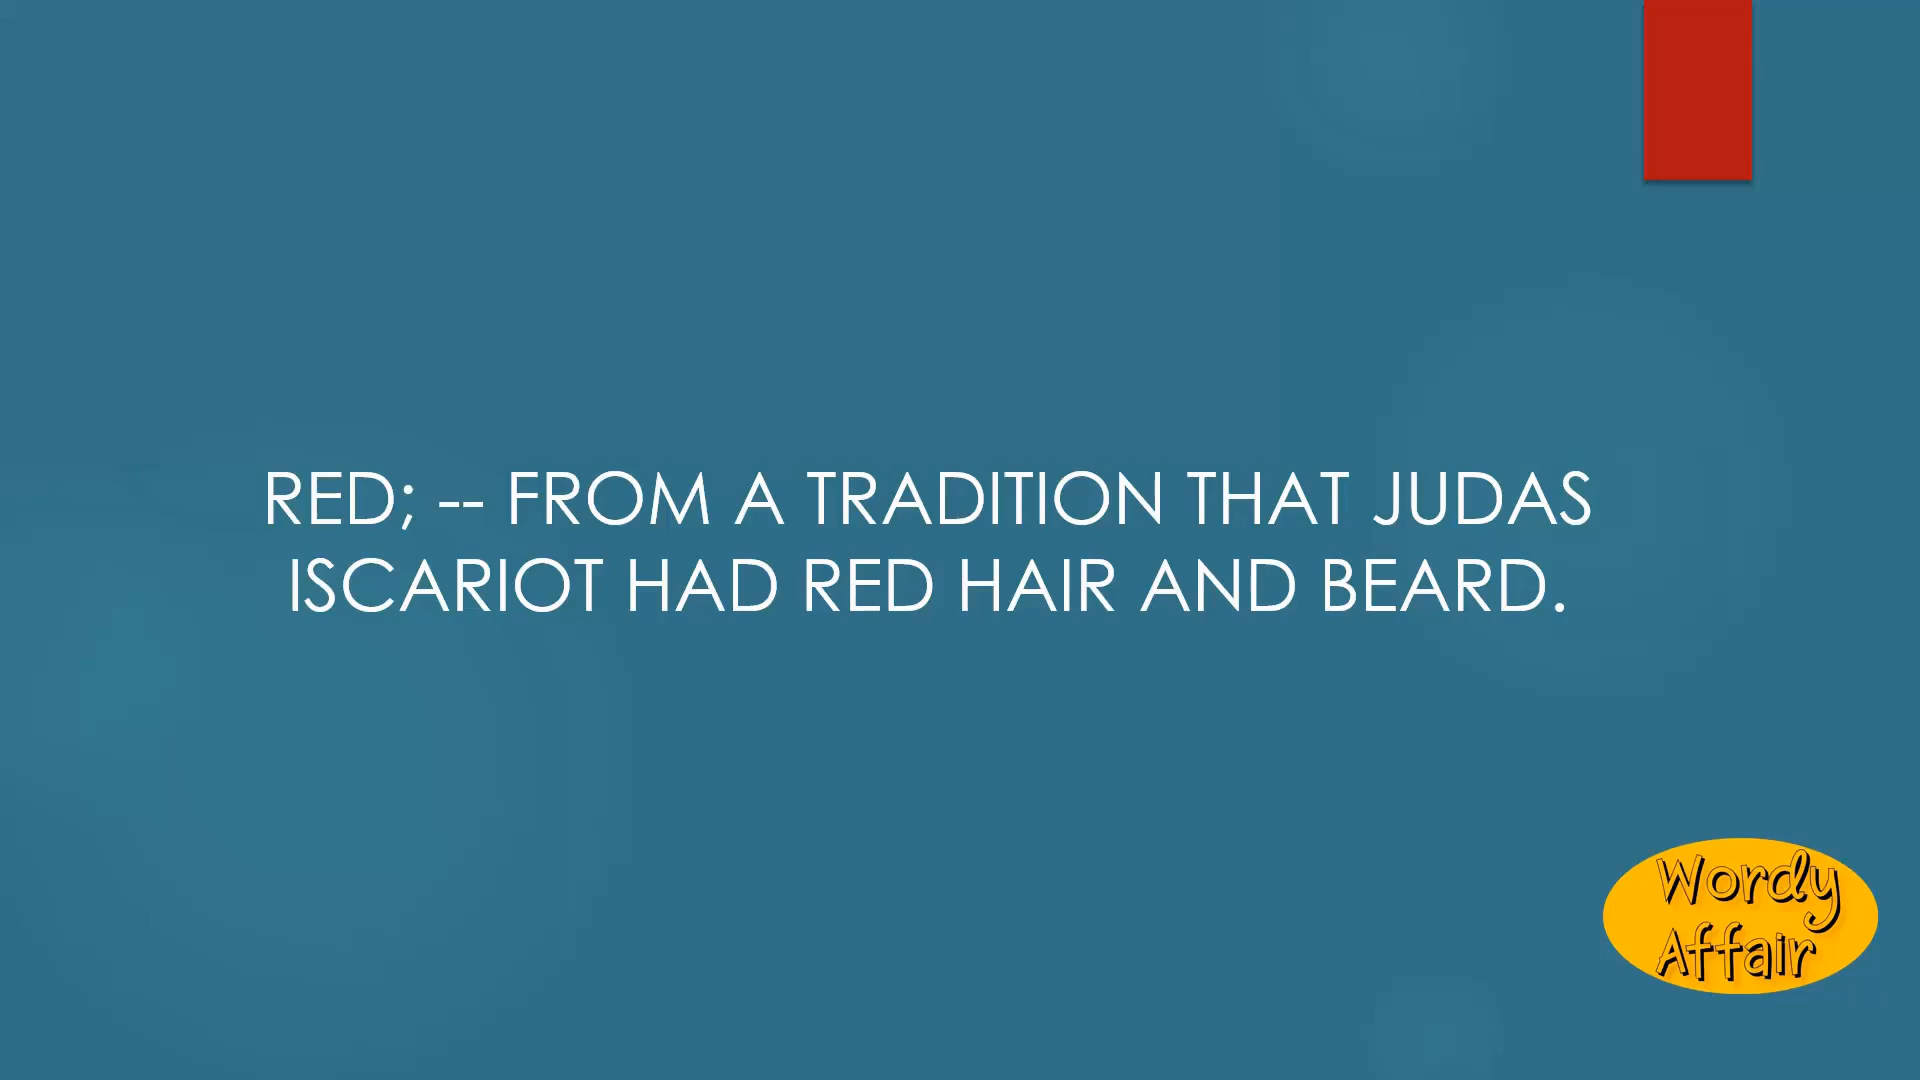 RED; -- FROM A TRADITION THAT JUDAS
ISCARIOT HAD RED HAIR AND BEARD.
Wordy
Affair